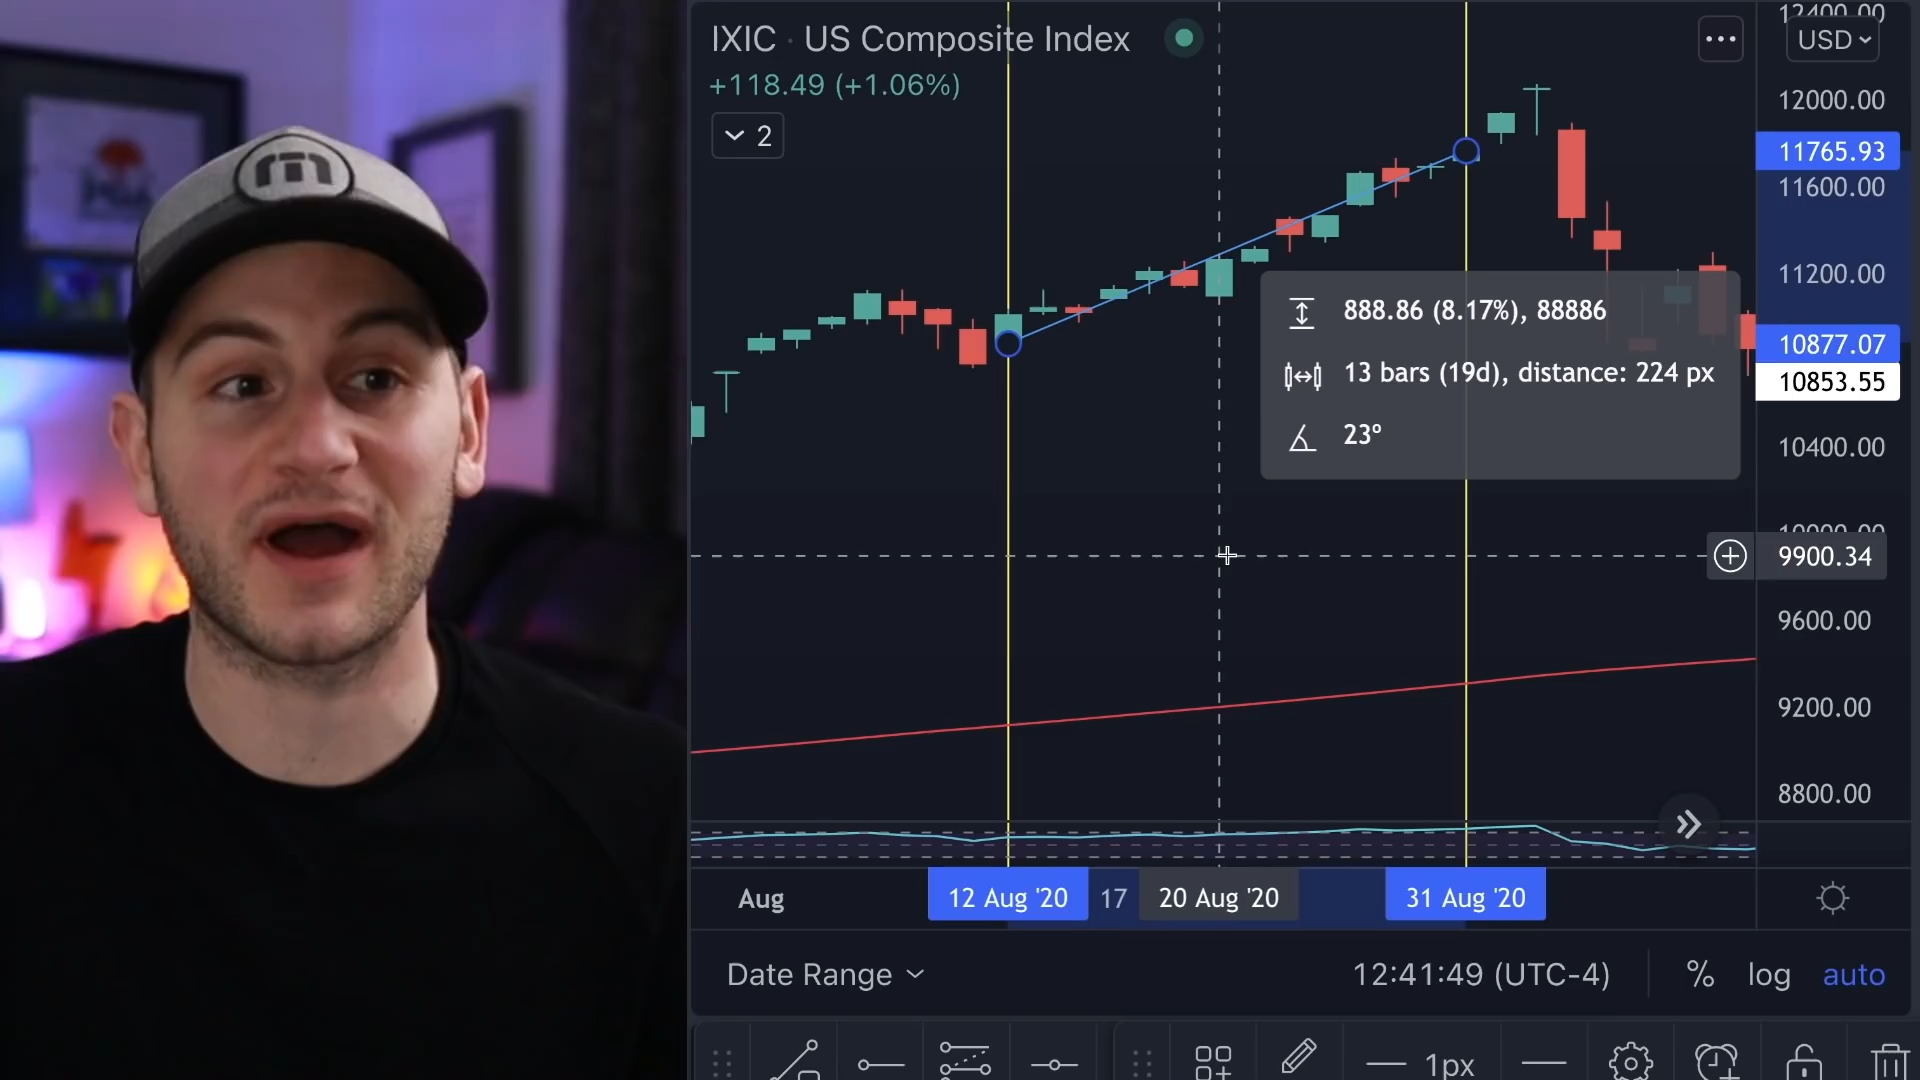 IXIC · US Composite Index
+118.49 (+1.06%)
2
USD
12400.00
12000.00
11765.93
11600.00
11200.00
10877.07
10853.55
10400.00
10000.00
9900.34
9600.00
9200.00
8800.00
888.86 (8.17%), 88886
13 bars (19d), distance: 224 px
23°
Aug
12 Aug '20
17
20 Aug '20
31 Aug '20
Date Range
12:41:49 (UTC-4)
%
log
auto
1px
m